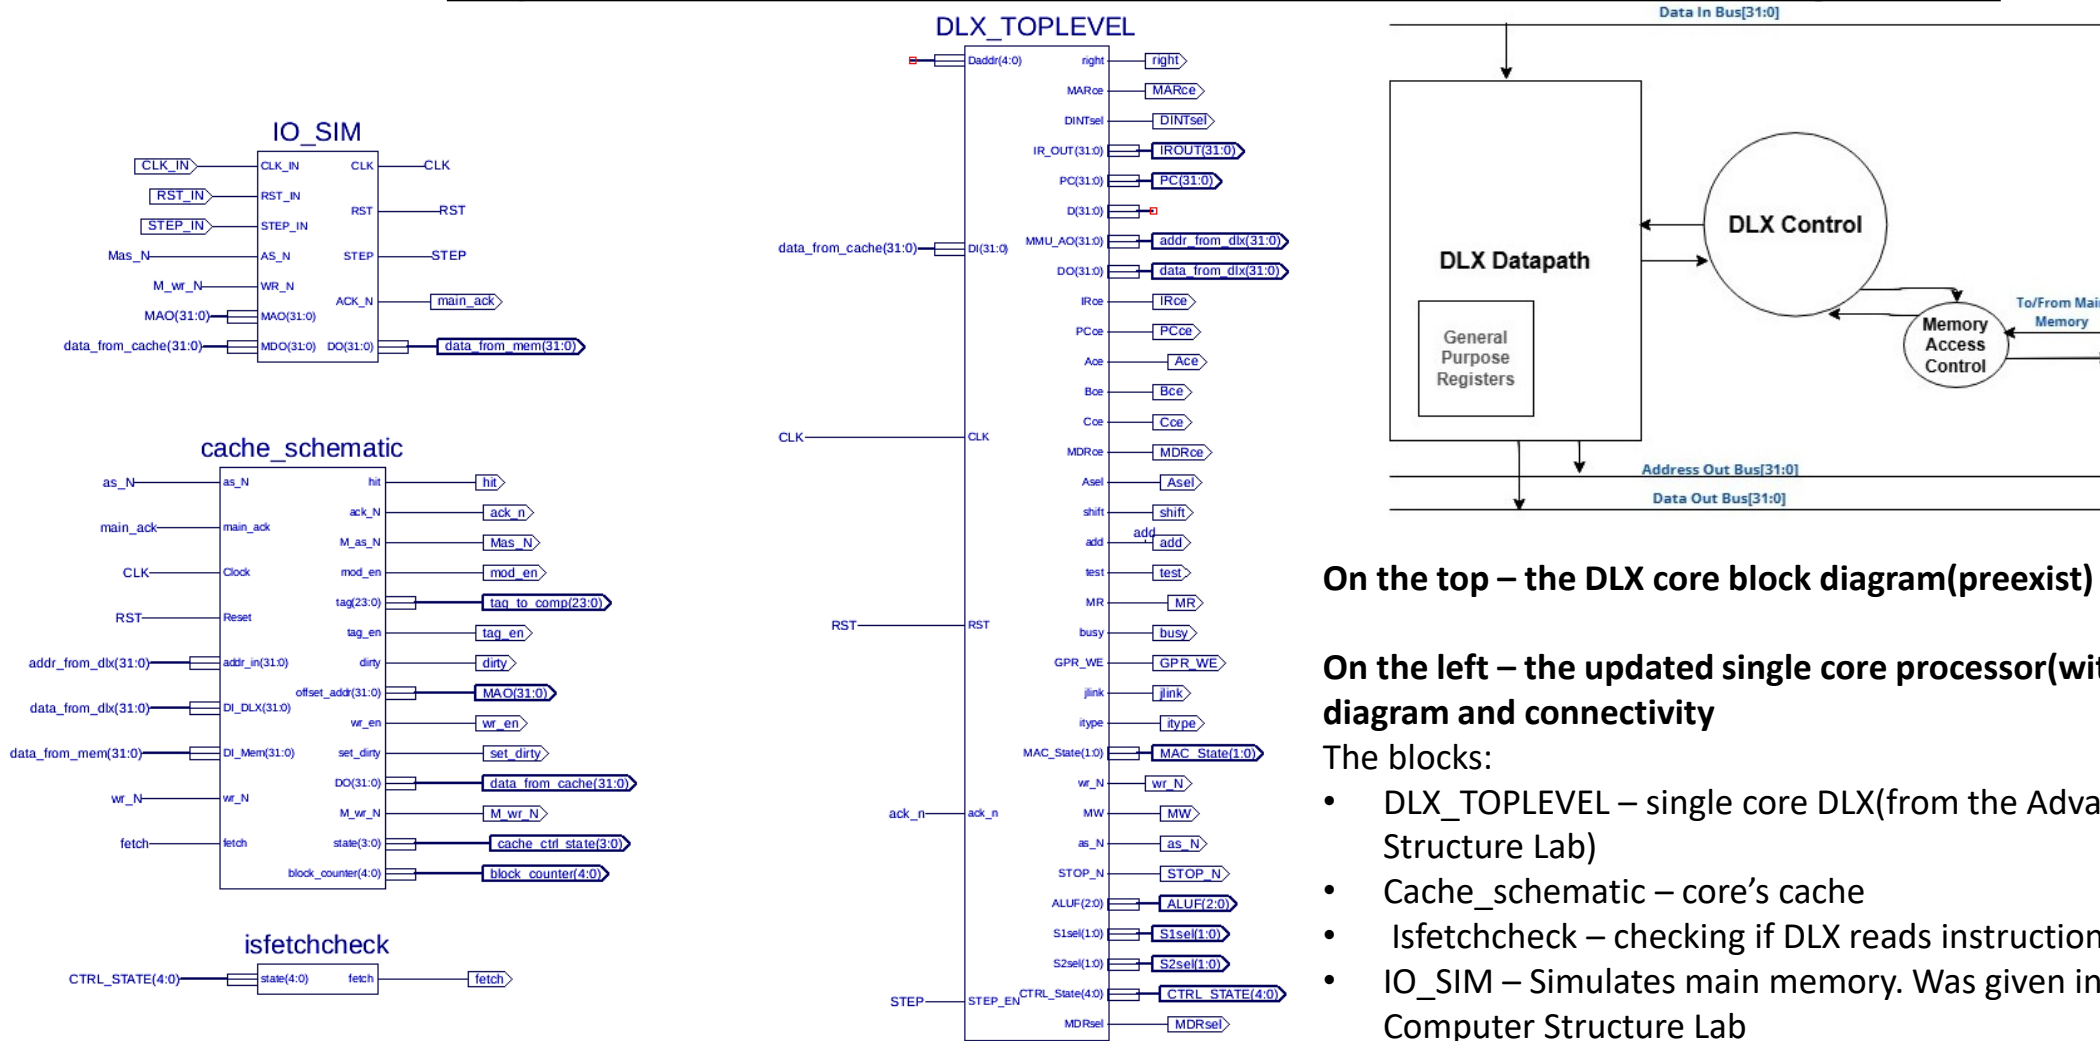 IO_SIM
CLK_IN
CLK_IN
CLK
CLK
RST_IN
RST_IN
RST
RST
STEP_IN
STEP_IN
Mas_N
AS_N
STEP
STEP
M_wr_N
WR_N
ACK_N
main_ack
MAO(31:0)
MAO(31:0)
data_from_cache(31:0)
MDO(31:0)
DO(31:0)
data_from_mem(31:0)
cache_schematic
as_N
as_N
hit
hit
ack_N
ack_n
main_ack
main_ack
M_as_N
Mas_N
CLK
Clock
mod_en
mod_en
tag(23:0)
tag_to_comp(23:0)
RST
Reset
tag_en
tag_en
addr_from_dlx(31:0)
addr_in(31:0)
dirty
dirty
offset_addr(31:0)
MAO(31:0)
data_from_dlx(31:0)
DI_DLX(31:0)
wr_en
wr_en
data_from_mem(31:0)
DI_Mem(31:0)
set_dirty
set_dirty
DO(31:0)
data_from_cache(31:0)
wr_N
wr_N
M_wr_N
M_wr_N
fetch
fetch
state(3:0)
cache_ctrl_state(3:0)
block_counter(4:0)
block_counter(4:0)
isfetchcheck
CTRL_STATE(4:0)
state(4:0)
fetch
fetch
DLX_TOPLEVEL
Daddr(4:0)
right
right
MARce
MARce
DINTsel
DINTsel
IR_OUT(31:0)
IROUT(31:0)
PC(31:0)
PC(31:0)
D(31:0)
data_from_cache(31:0)
DI(31:0)
MMU_AO(31:0)
addr_from_dlx(31:0)
DO(31:0)
data_from_dlx(31:0)
IRce
IRce
PCce
PCce
Ace
Ace
Bce
Bce
Cce
Cce
CLK
CLK
MDRce
MDRce
Asel
Asel
shift
shift
add
add
add
test
test
MR
MR
RST
RST
busy
busy
GPR_WE
GPR_WE
jlink
jlink
itype
itype
MAC_State(1:0)
MAC_State(1:0)
wr_N
wr_N
ack_n
ack_n
MW
MW
as_N
as_N
STOP_N
STOP_N
ALUF(2:0)
ALUF(2:0)
S1sel(1:0)
S1sel(1:0)
S2sel(1:0)
S2sel(1:0)
STEP
STEP_EN
CTRL_State(4:0)
CTRL_STATE(4:0)
MDRsel
MDRsel
Data In Bus[31:0]
DLX Datapath
General
Purpose
Registers
DLX Control
Memory
Access
Control
To/From Mai
Memory
Address Out Bus[31:0]
Data Out Bus[31:0]
On the top – the DLX core block diagram(preexist)
On the left – the updated single core processor(wit
diagram and connectivity
The blocks:
• DLX_TOPLEVEL – single core DLX(from the Adva
Structure Lab)
• Cache_schematic – core’s cache
• Isfetchcheck – checking if DLX reads instruction
• IO_SIM – Simulates main memory. Was given in
Computer Structure Lab